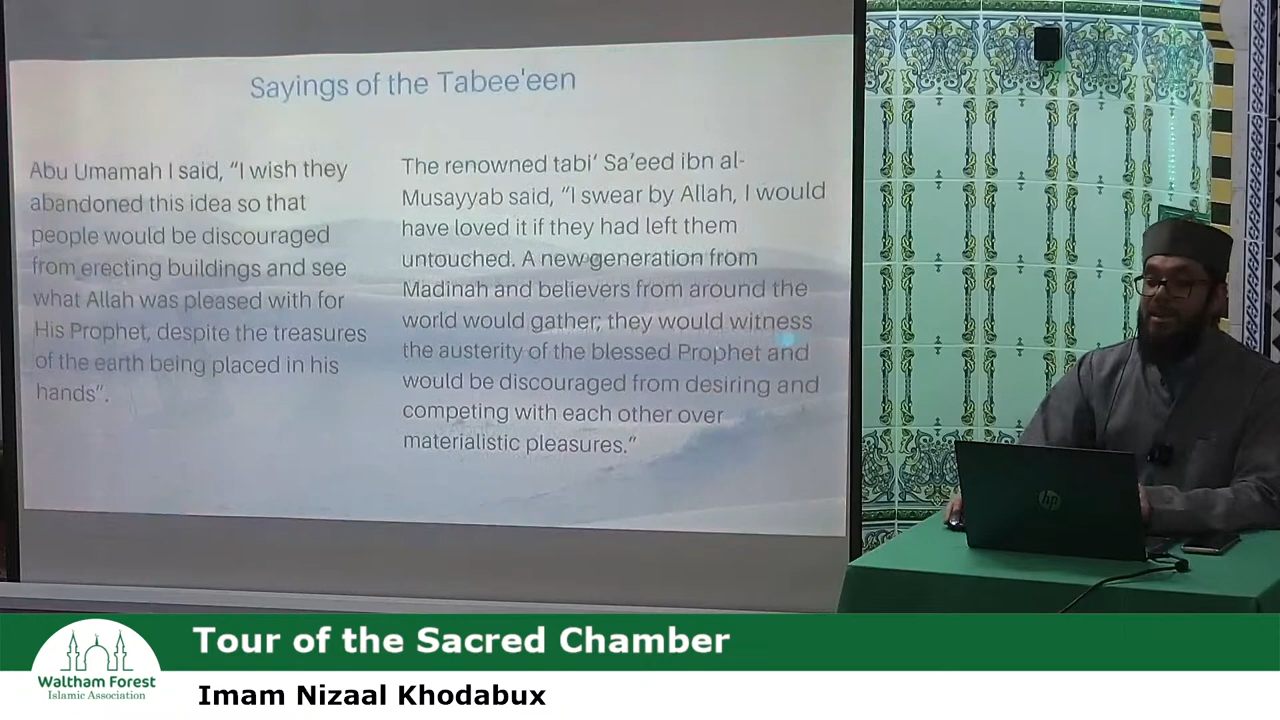 Sayings of the Tabee'een
Abu Umamah I said, “I wish they
abandoned this idea so that
people would be discouraged
from erecting buildings and see
what Allah was pleased with for
His Prophet, despite the treasures
of the earth being placed in his
hands”.
The renowned tabi’ Sa’eed ibn al-
Musayyab said, “I swear by Allah, I would
have loved it if they had left them
untouched. A new generation from
Madinah and believers from around the
world would gather; they would witness
the austerity of the blessed Prophet and
would be discouraged from desiring and
competing with each other over
materialistic pleasures.”
hp
Tour of the Sacred Chamber
Waltham Forest
Islamic Association
Imam Nizaal Khodabux